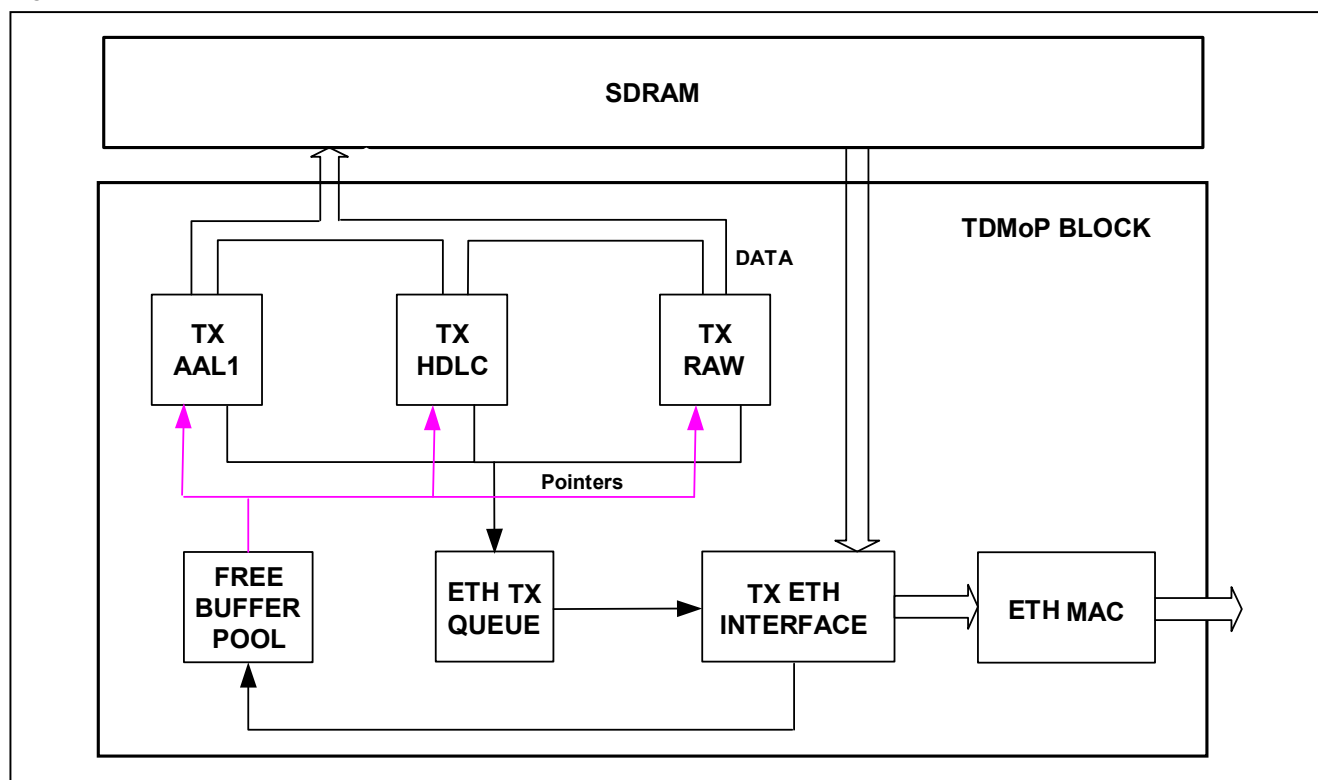 SDRAM
TDMoP BLOCK
DATA
TX
AAL1
TX
HDLC
TX
RAW
Pointers
FREE
BUFFER
POOL
ETH TX
QUEUE
TX ETH
INTERFACE
ETH MAC